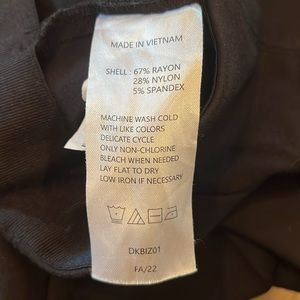 MADE IN VIETNAM
SHELL : 67% RAYON
28% NYLON
5% SPANDEX
MACHINE WASH COLD
WITH LIKE COLORS
DELICATE CYCLE
ONLY NON-CHLORINE
BLEACH WHEN NEEDED
LAY FLAT TO DRY
LOW IRON IF NECESSARY
DKBIZ01
FA/22